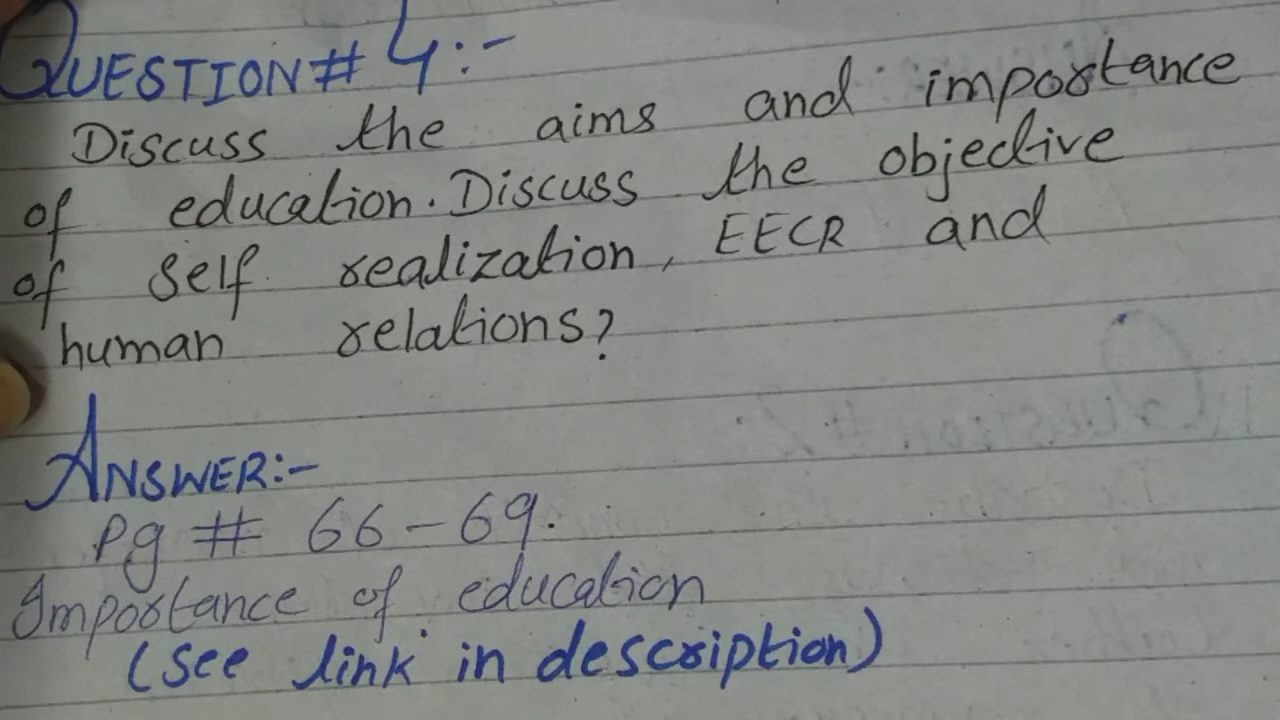 QUESTION # 4:-
Discuss the aims and importance
of education. Discuss the objective
of self realization, EECR and
human relations?
ANSWER:-
Pg # 66-69.
Importance of education
(see link in description)